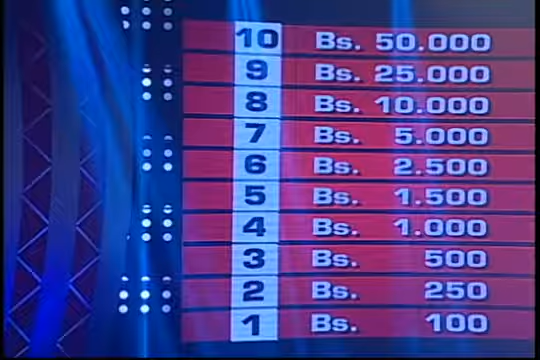 10 Bs. 50.000
9 Bs. 25.000
8 Bs. 10.000
7 Bs. 5.000
6 Bs. 2.500
5 Bs. 1.500
4 Bs. 1.000
3 Bs. 500
2 Bs. 250
1 Bs. 100